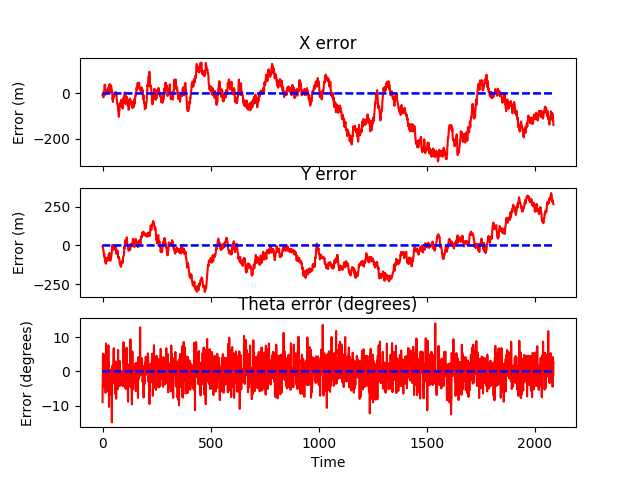 X error
Error (m)
0
−200
Y error
Error (m)
250
0
−250
Theta error (degrees)
Error (degrees)
10
0
−10
0
500
1000
1500
2000
Time